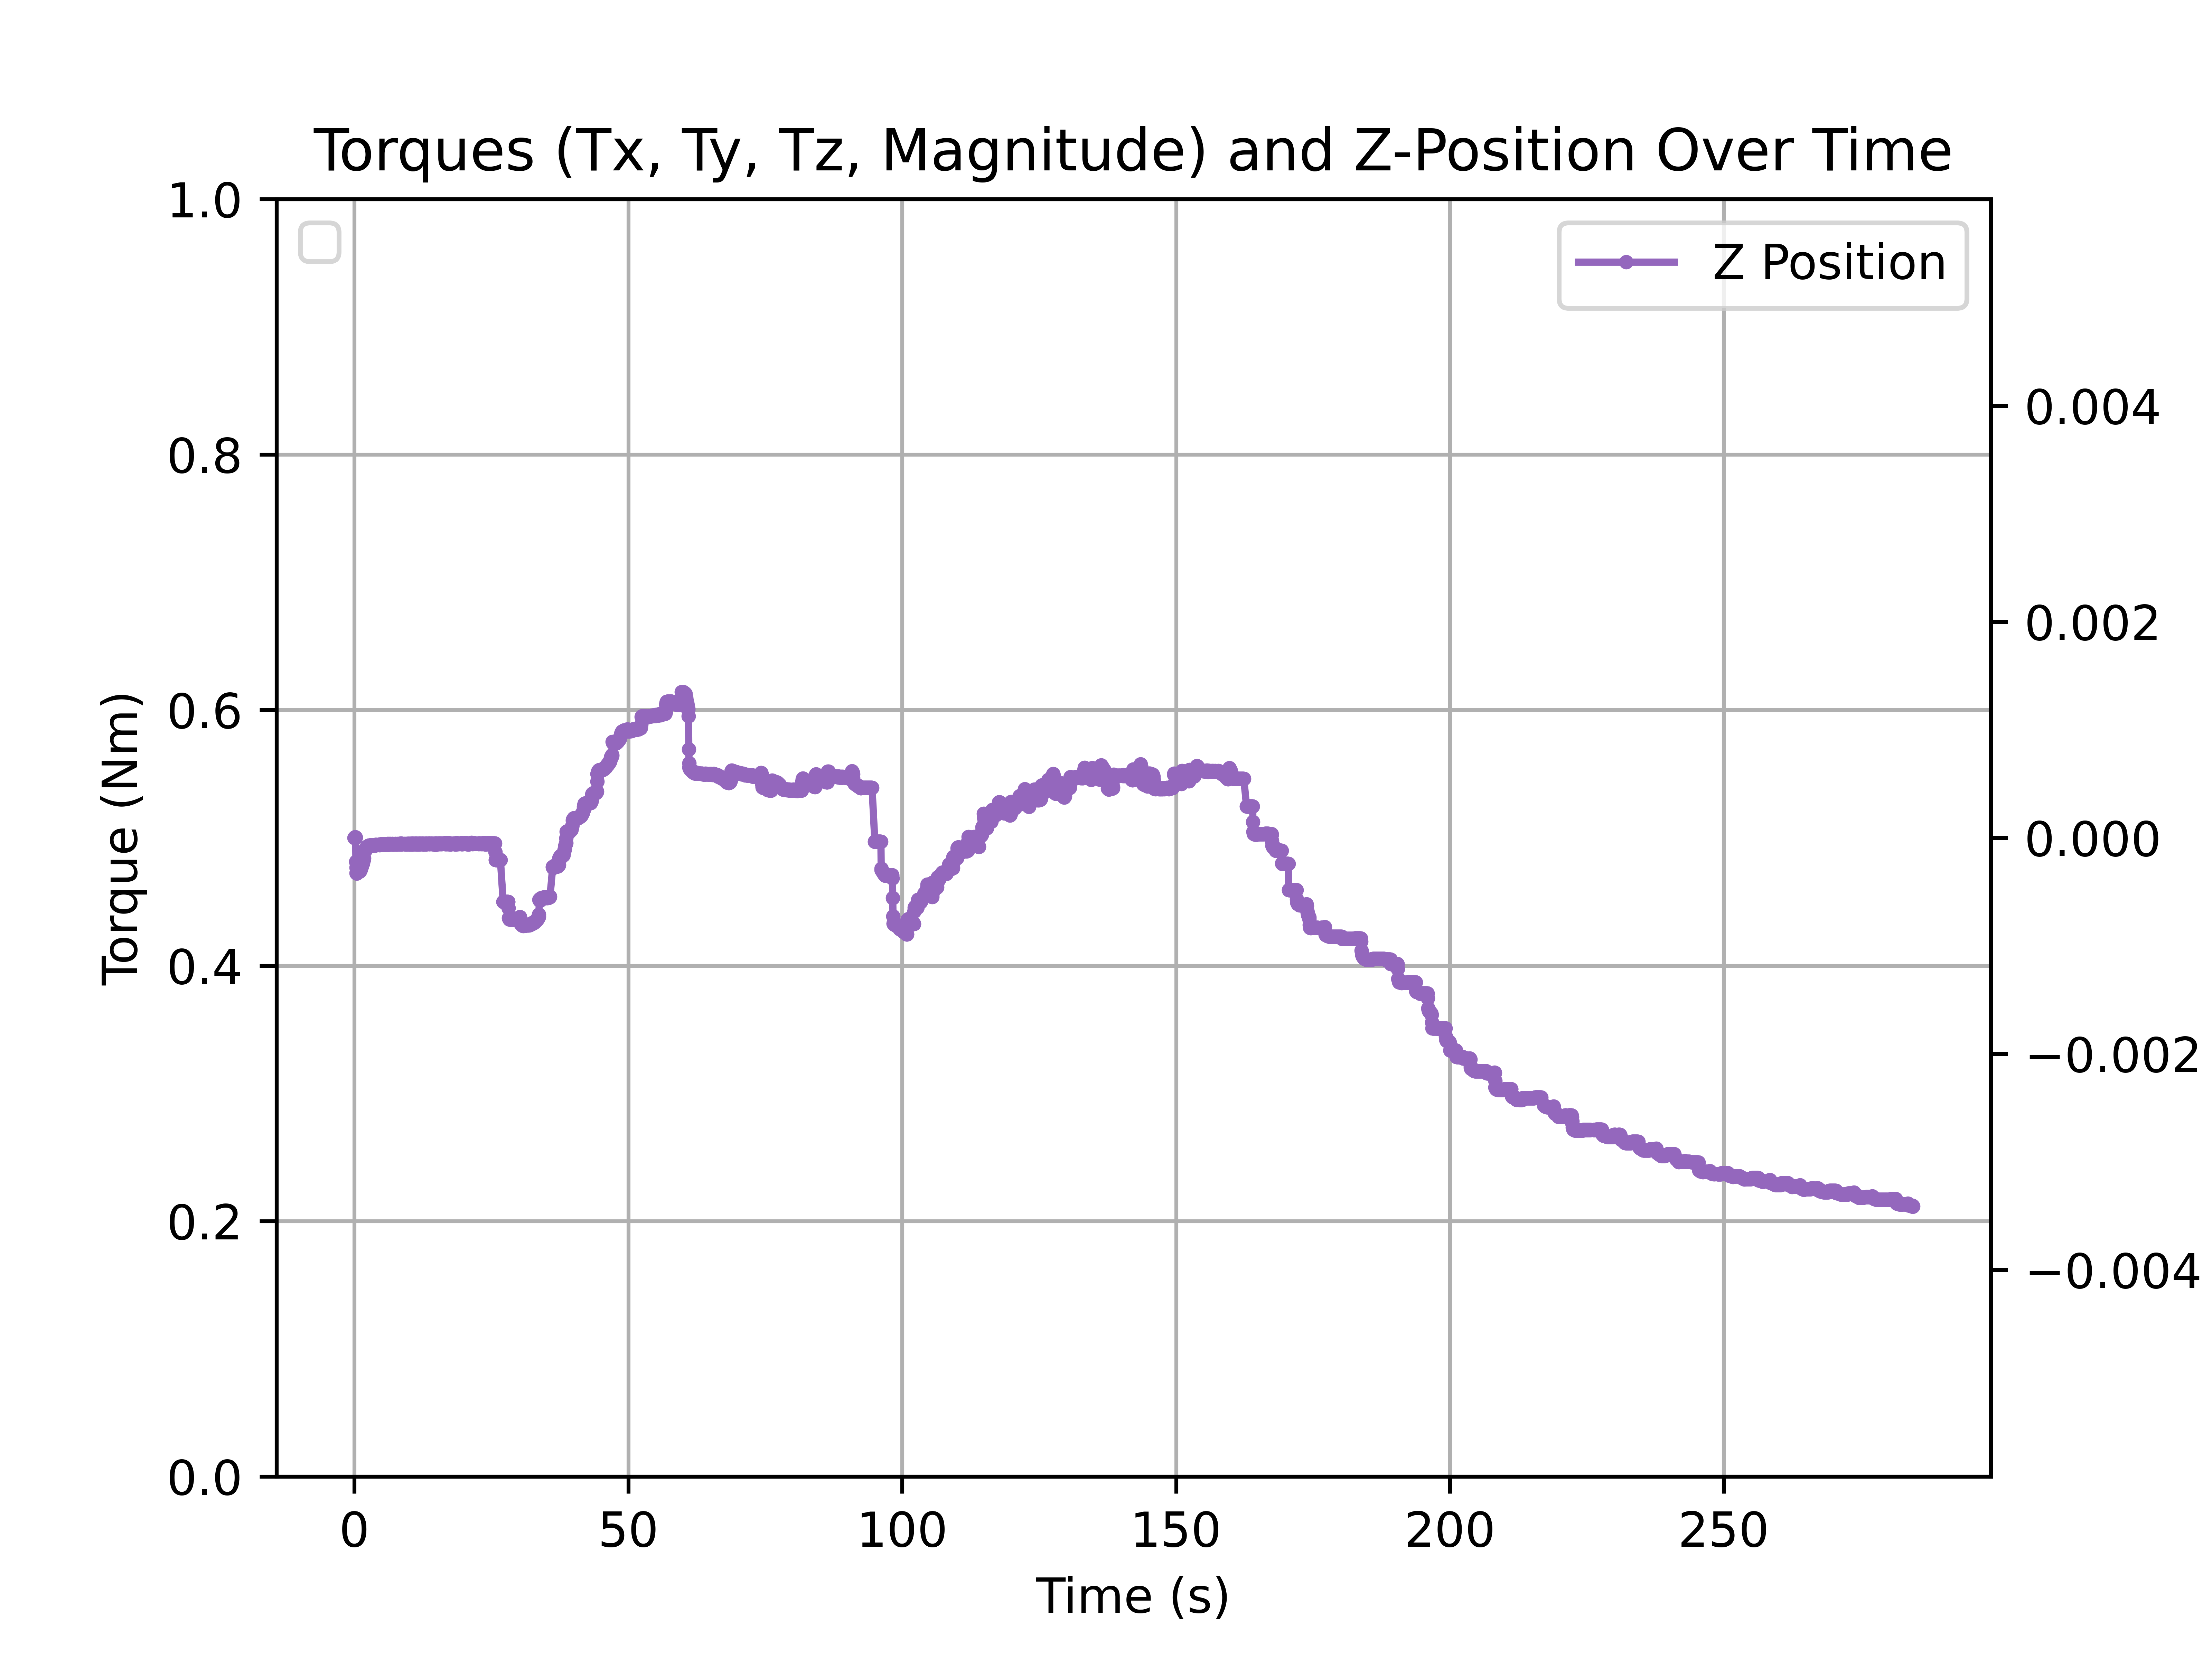 Torques (Tx, Ty, Tz, Magnitude) and Z-Position Over Time
Z Position
Torque (Nm)
1.0
0.8
0.6
0.4
0.2
0.0
0.004
0.002
0.000
−0.002
−0.004
0 50 100 150 200 250
Time (s)